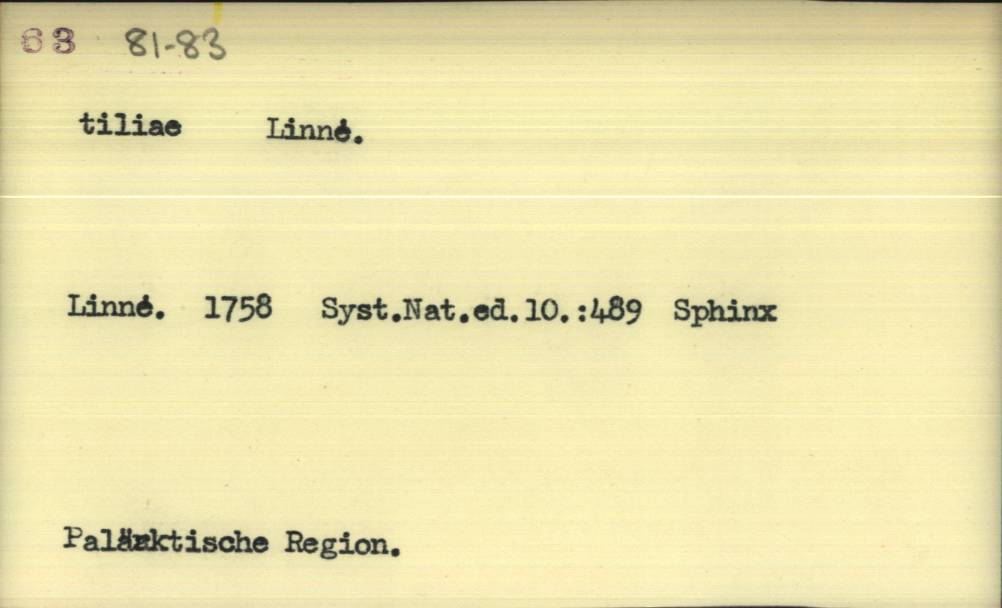 63 81-83
tiliae Linné.
Linné. 1758 Syst.Nat.ed.10.:489 Sphinx
Paläarktische Region.